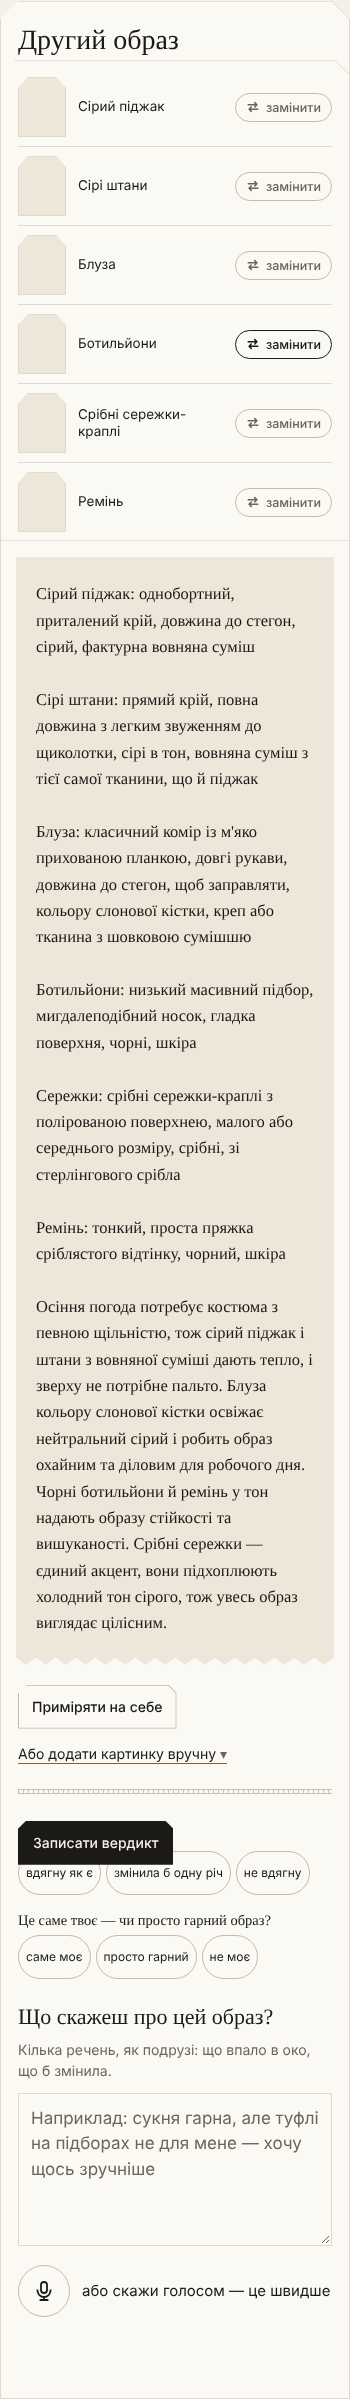 Другий образ
Сірий піджак
замінити
Сірі штани
замінити
Блуза
замінити
Ботильйони
замінити
Срібні сережки-
краплі
замінити
Ремінь
замінити
Сірий піджак: однобортний,
приталений крій, довжина до стегон,
сірий, фактурна вовняна суміш
Сірі штани: прямий крій, повна
довжина з легким звуженням до
щиколотки, сірі в тон, вовняна суміш з
тієї самої тканини, що й піджак
Блуза: класичний комір із м'яко
прихованою планкою, довгі рукави,
довжина до стегон, щоб заправляти,
кольору слонової кістки, креп або
тканина з шовковою сумішшю
Ботильйони: низький масивний підбор,
мигдалеподібний носок, гладка
поверхня, чорні, шкіра
Сережки: срібні сережки-краплі з
полірованою поверхнею, малого або
середнього розміру, срібні, зі
стерлінгового срібла
Ремінь: тонкий, проста пряжка
сріблястого відтінку, чорний, шкіра
Осіння погода потребує костюма з
певною щільністю, тож сірий піджак і
штани з вовняної суміші дають тепло, і
зверху не потрібне пальто. Блуза
кольору слонової кістки освіжає
нейтральний сірий і робить образ
охайним та діловим для робочого дня.
Чорні ботильйони й ремінь у тон
надають образу стійкості та
вишуканості. Срібні сережки —
єдиний акцент, вони підхоплюють
холодний тон сірого, тож увесь образ
виглядає цілісним.
Приміряти на себе
Або додати картинку вручну ▾
Записати вердикт
вдягну як є
змінила б одну річ
не вдягну
Це саме твоє — чи просто гарний образ?
саме моє
просто гарний
не моє
Що скажеш про цей образ?
Кілька речень, як подрузі: що впало в око,
що б змінила.
Наприклад: сукня гарна, але туфлі
на підборах не для мене — хочу
щось зручніше
або скажи голосом — це швидше